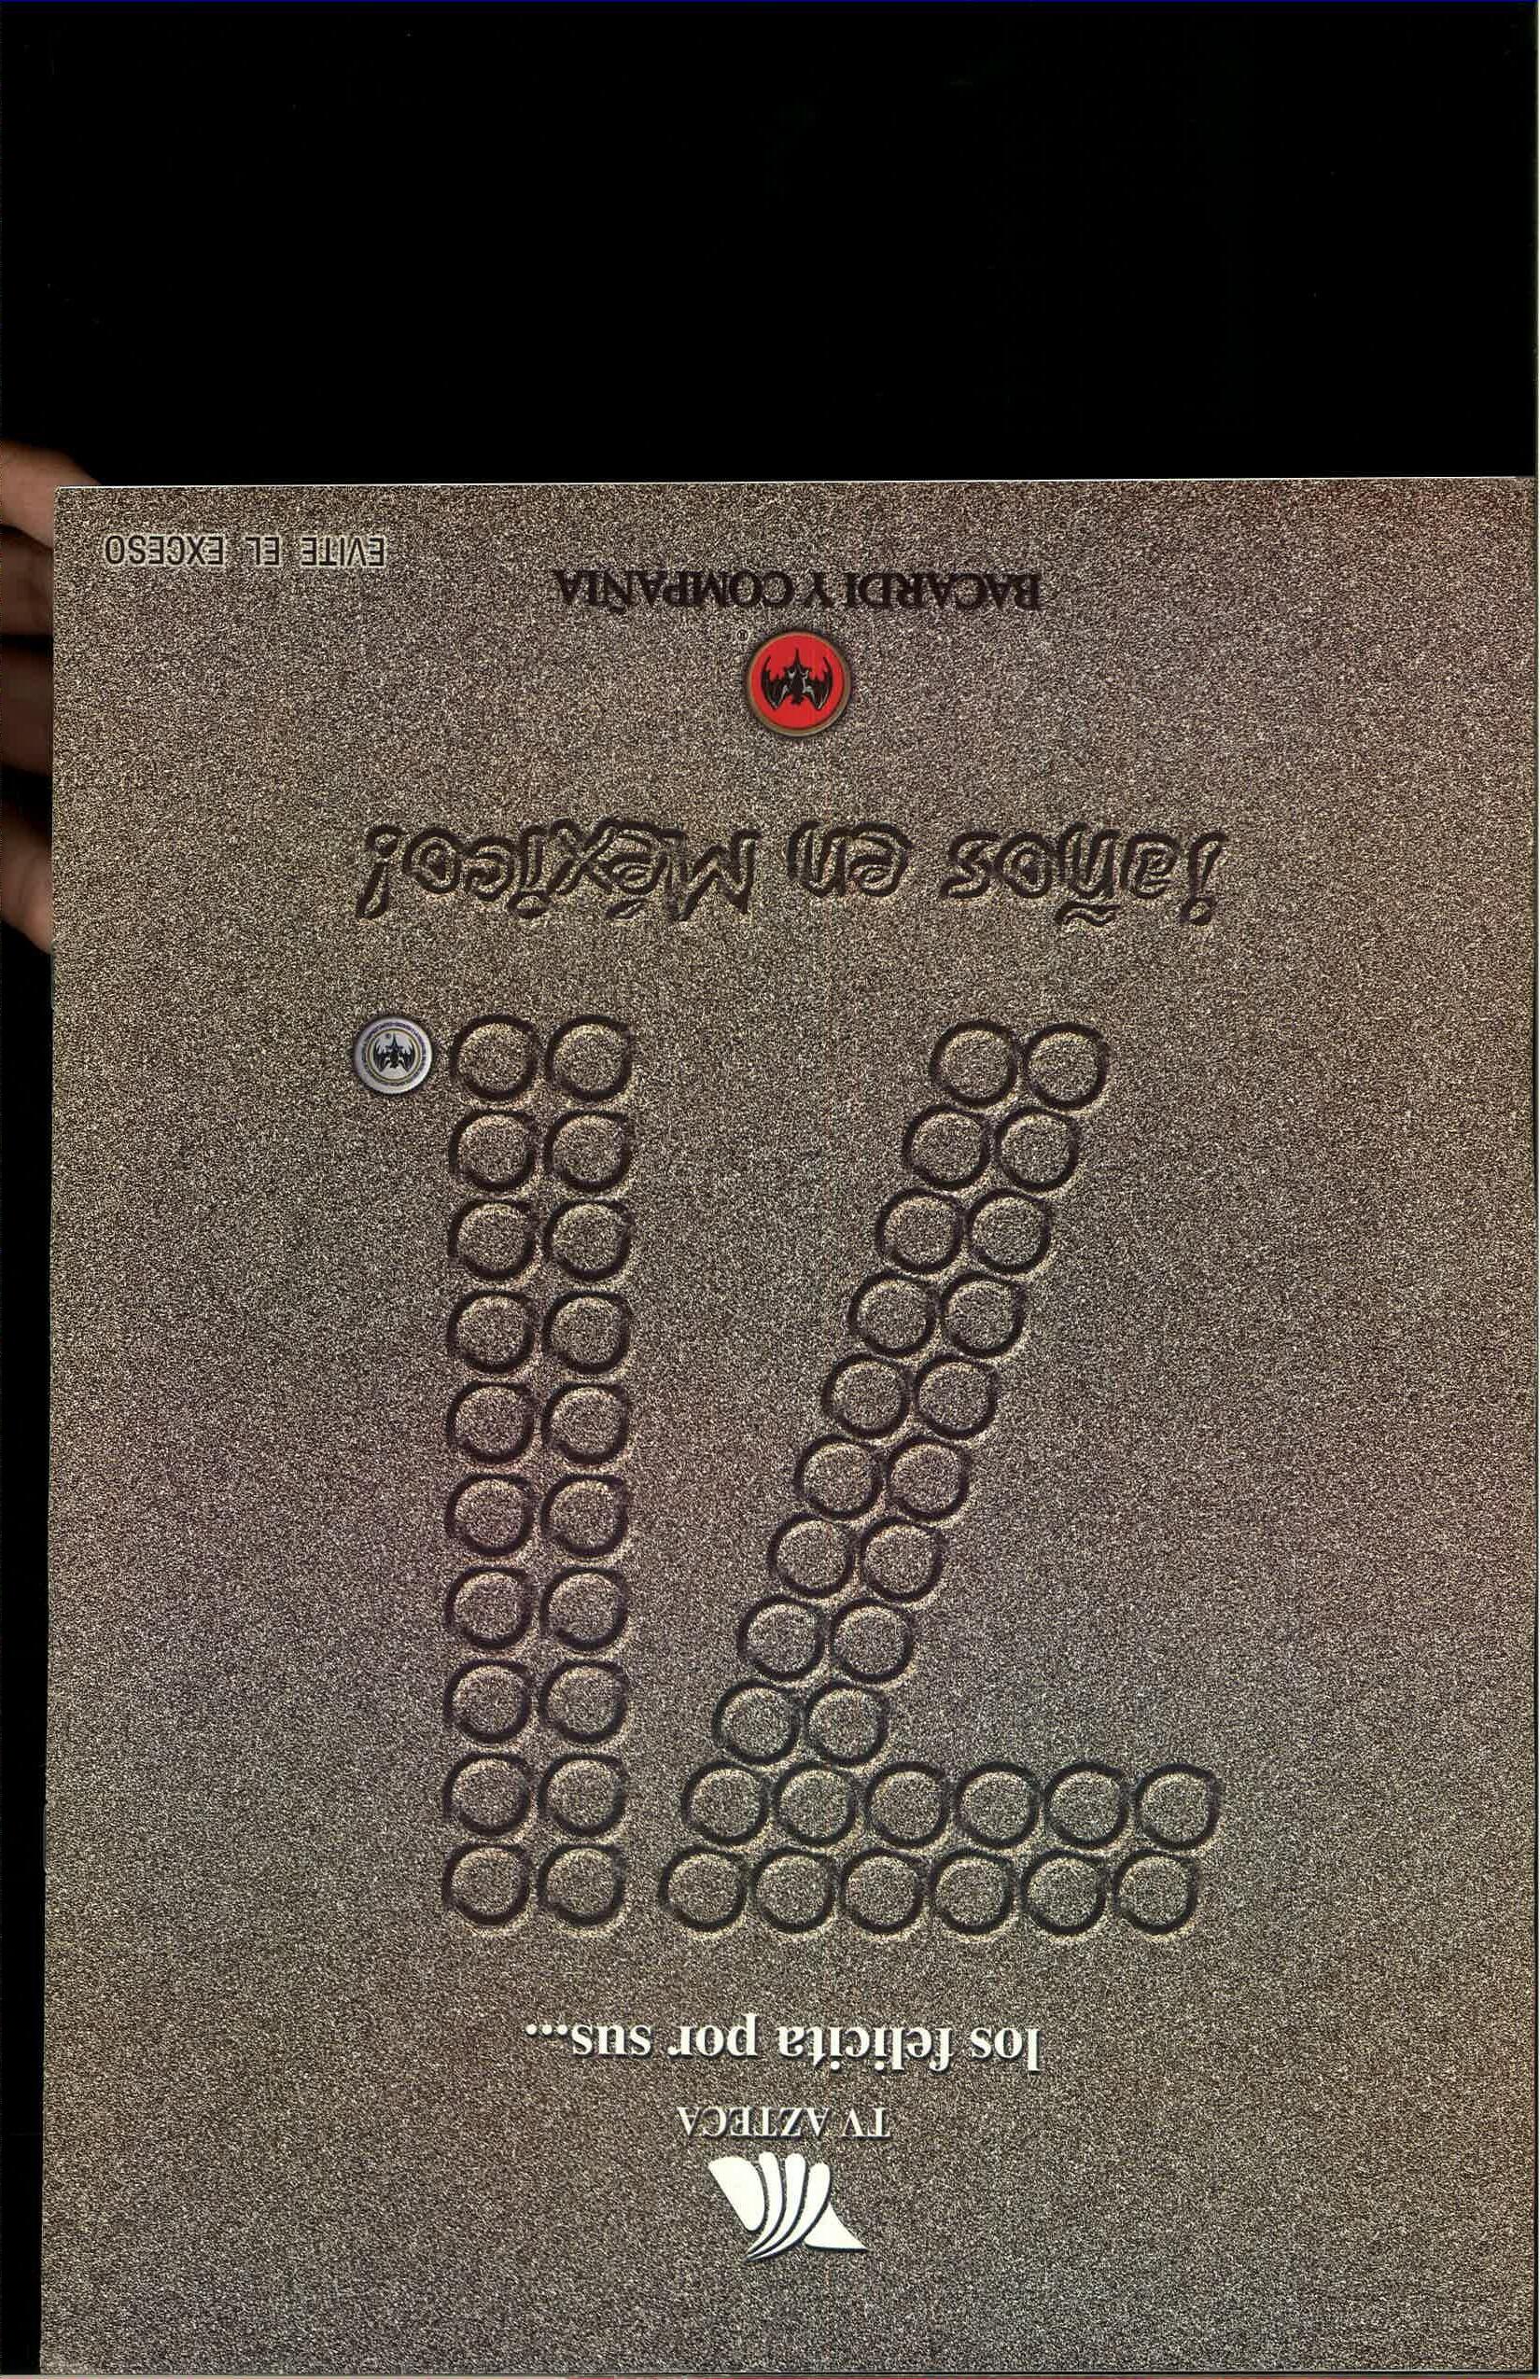 TV AZTECA
los felicita por sus...
71
¡años en México!
®
BACARDI Y COMPAÑIA
EVITE EL EXCESO